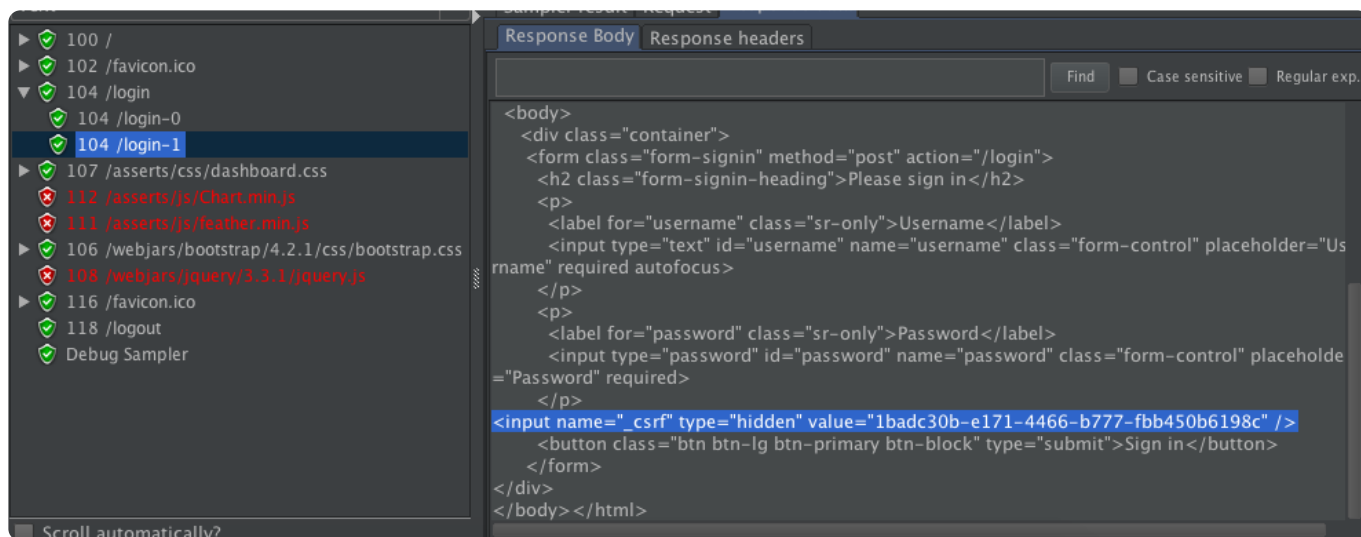 100 /
102 /favicon.ico
104 /login
104 /login-0
104 /login-1
107 /asserts/css/dashboard.css
112 /asserts/js/Chart.min.js
111 /asserts/js/feather.min.js
106 /webjars/bootstrap/4.2.1/css/bootstrap.css
108 /webjars/jquery/3.3.1/jquery.js
116 /favicon.ico
118 /logout
Debug Sampler
Scroll automatically?
Sampler result Request
Response Body Response headers
Find Case sensitive Regular exp.
<body>
<div class="container">
<form class="form-signin" method="post" action="/login">
<h2 class="form-signin-heading">Please sign in</h2>
<p>
<label for="username" class="sr-only">Username</label>
<input type="text" id="username" name="username" class="form-control" placeholder="Us
rname" required autofocus>
</p>
<p>
<label for="password" class="sr-only">Password</label>
<input type="password" id="password" name="password" class="form-control" placeholde
="Password" required>
</p>
<input name="_csrf" type="hidden" value="1badc30b-e171-4466-b777-fbb450b6198c" />
<button class="btn btn-lg btn-primary btn-block" type="submit">Sign in</button>
</form>
</div>
</body></html>